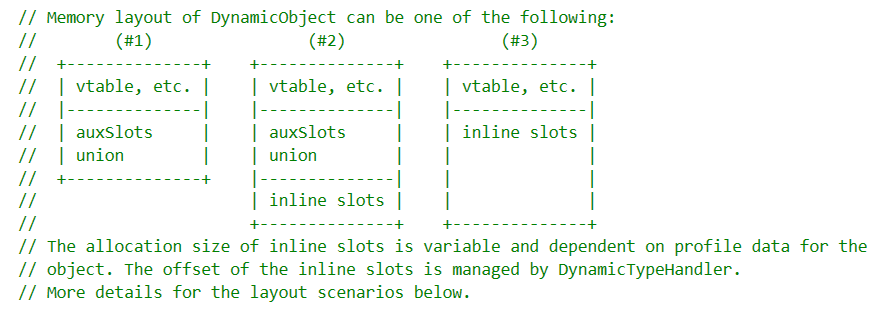 // Memory layout of DynamicObject can be one of the following:
//        (#1)                (#2)                (#3)
//  +--------------+    +--------------+    +--------------+
//  | vtable, etc. |    | vtable, etc. |    | vtable, etc. |
//  |--------------|    |--------------|    |--------------|
//  | auxSlots     |    | auxSlots     |    | inline slots |
//  | union        |    | union        |    |              |
//  +--------------+    |--------------|    |              |
//                      | inline slots |    |              |
//                      +--------------+    +--------------+
// The allocation size of inline slots is variable and dependent on profile data for the
// object. The offset of the inline slots is managed by DynamicTypeHandler.
// More details for the layout scenarios below.